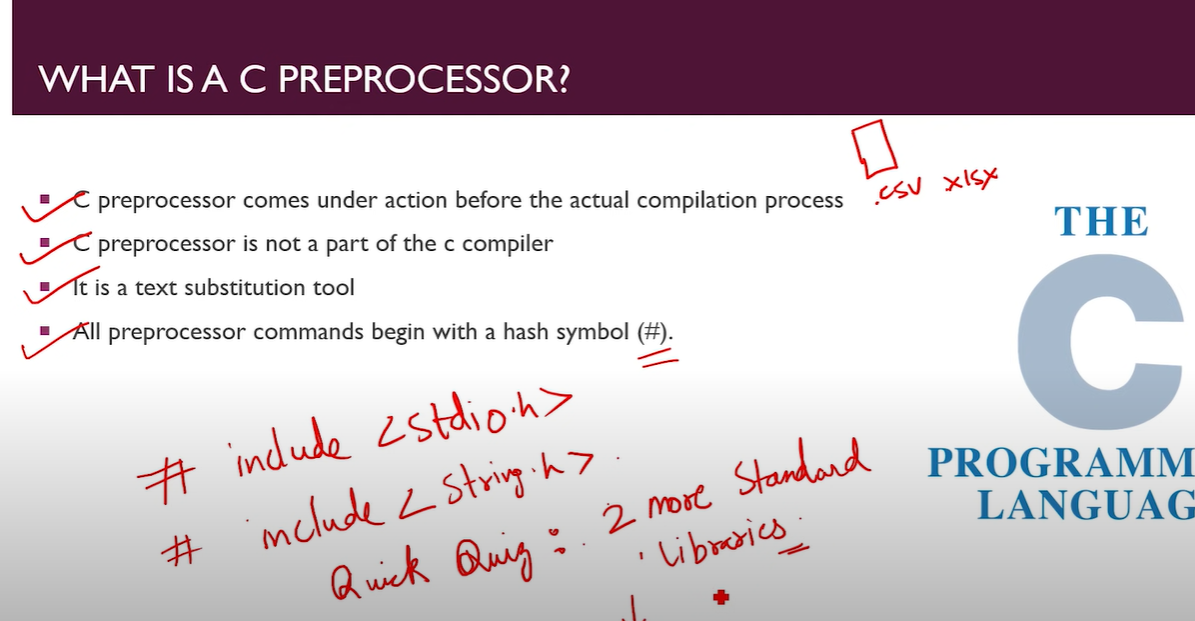 WHAT IS A C PREPROCESSOR?
.csv xlsx
C preprocessor comes under action before the actual compilation process
C preprocessor is not a part of the c compiler
It is a text substitution tool
All preprocessor commands begin with a hash symbol (#).
THE
C
PROGRAMM
LANGUAG
# include <stdio.h>
# include <string.h>
Quick Quiz : 2 more Standard
libraries